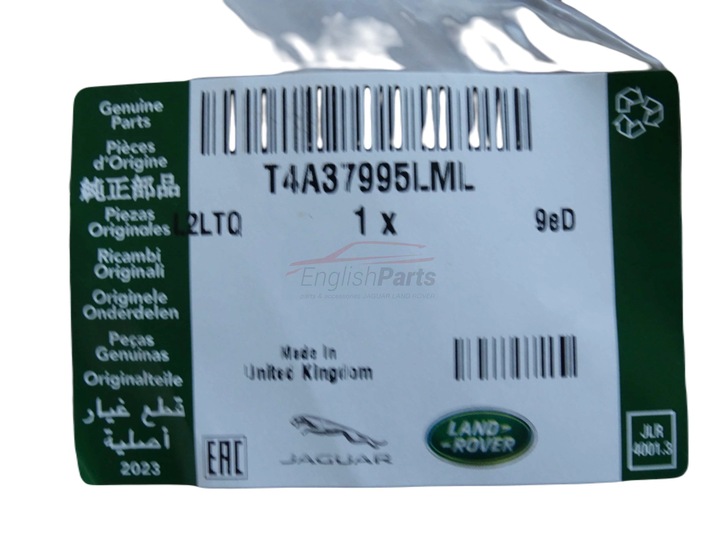 Genuine
Parts
Pièces
d'Origine
純正部品
Piezas
Originales
Ricambi
Originali
Originele
Onderdelen
Peças
Genuinas
Originalteile
قطع غيار
أصلية
2023
T4A37995LML
L2LTQ 1 x 9eD
EnglishParts
Made In
United Kingdom
EAC
JAGUAR
LAND-
-ROVER
JLR
4001.3